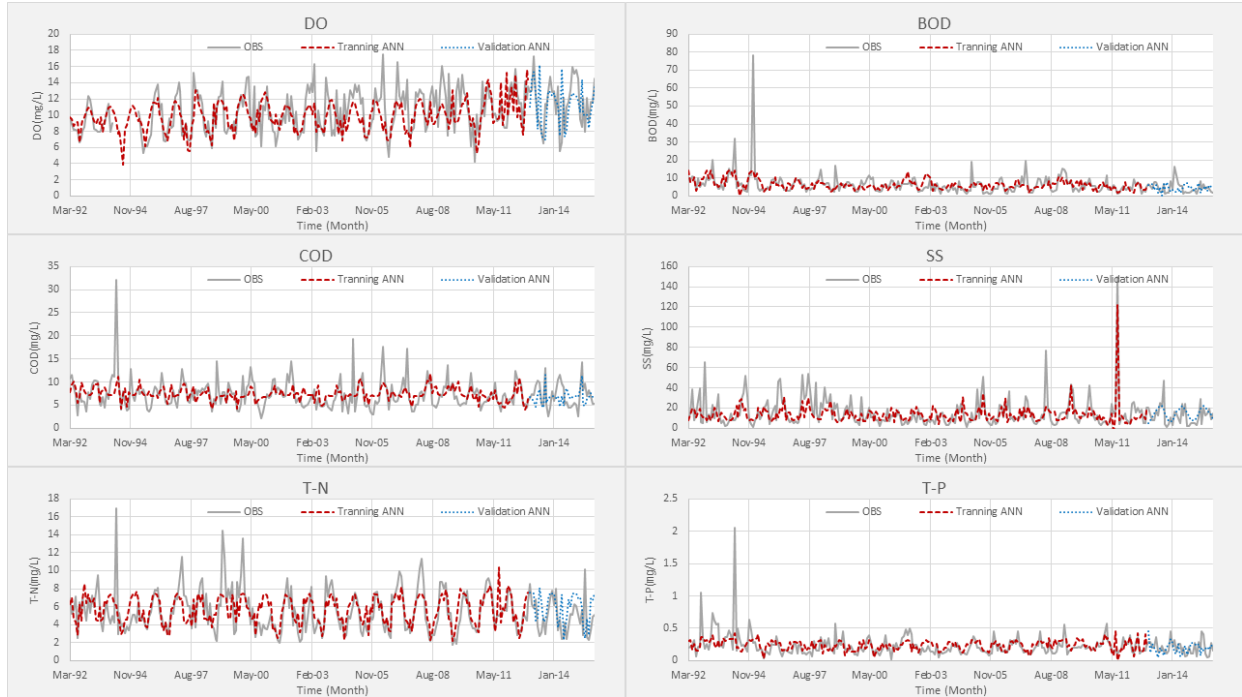 DO
OBS Tranning ANN Validation ANN
20
18
16
14
12
10
8
6
4
2
0
DO(mg/L)
Mar-92 Nov-94 Aug-97 May-00 Feb-03 Nov-05 Aug-08 May-11 Jan-14
Time (Month)
BOD
OBS Tranning ANN Validation ANN
90
80
70
60
50
40
30
20
10
0
BOD(mg/L)
Mar-92 Nov-94 Aug-97 May-00 Feb-03 Nov-05 Aug-08 May-11 Jan-14
Time (Month)
COD
OBS Tranning ANN Validation ANN
35
30
25
20
15
10
5
0
COD(mg/L)
Mar-92 Nov-94 Aug-97 May-00 Feb-03 Nov-05 Aug-08 May-11 Jan-14
Time (Month)
SS
OBS Tranning ANN Validation ANN
160
140
120
100
80
60
40
20
0
SS(mg/L)
Mar-92 Nov-94 Aug-97 May-00 Feb-03 Nov-05 Aug-08 May-11 Jan-14
Time (Month)
T-N
OBS Tranning ANN Validation ANN
18
16
14
12
10
8
6
4
2
0
T-N(mg/L)
Mar-92 Nov-94 Aug-97 May-00 Feb-03 Nov-05 Aug-08 May-11 Jan-14
Time (Month)
T-P
OBS Tranning ANN Validation ANN
2.5
2
1.5
1
0.5
0
T-P(mg/L)
Mar-92 Nov-94 Aug-97 May-00 Feb-03 Nov-05 Aug-08 May-11 Jan-14
Time (Month)